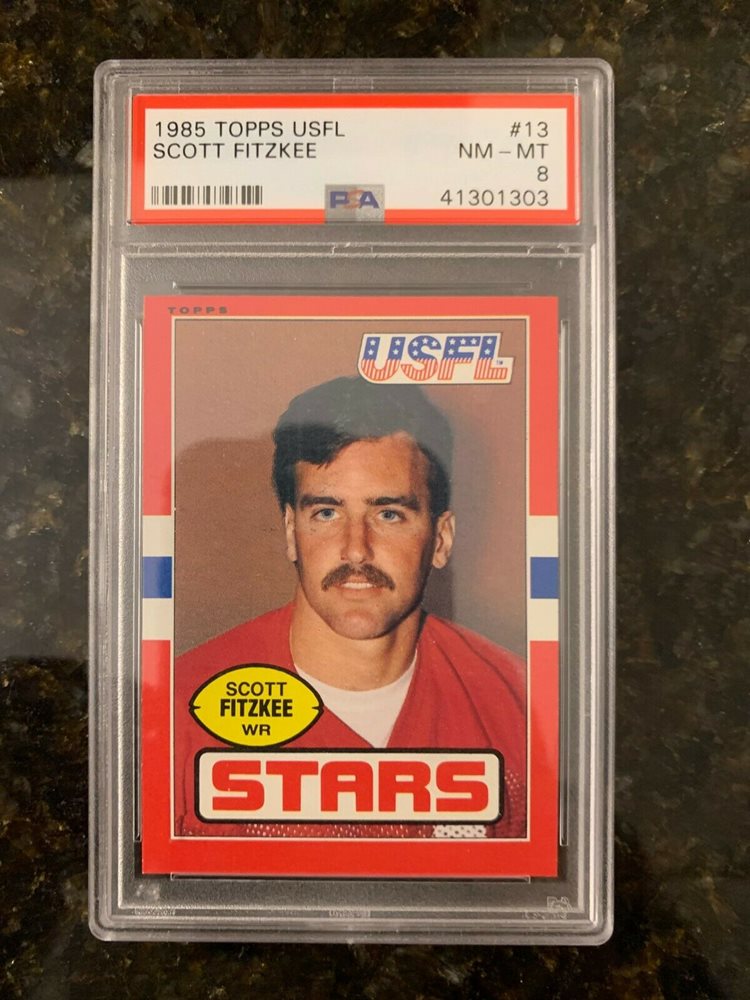 1985 TOPPS USFL #13
SCOTT FITZKEE NM - MT
8
PSA 41301303
TOPPS
USFL
SCOTT
FITZKEE
WR
STARS